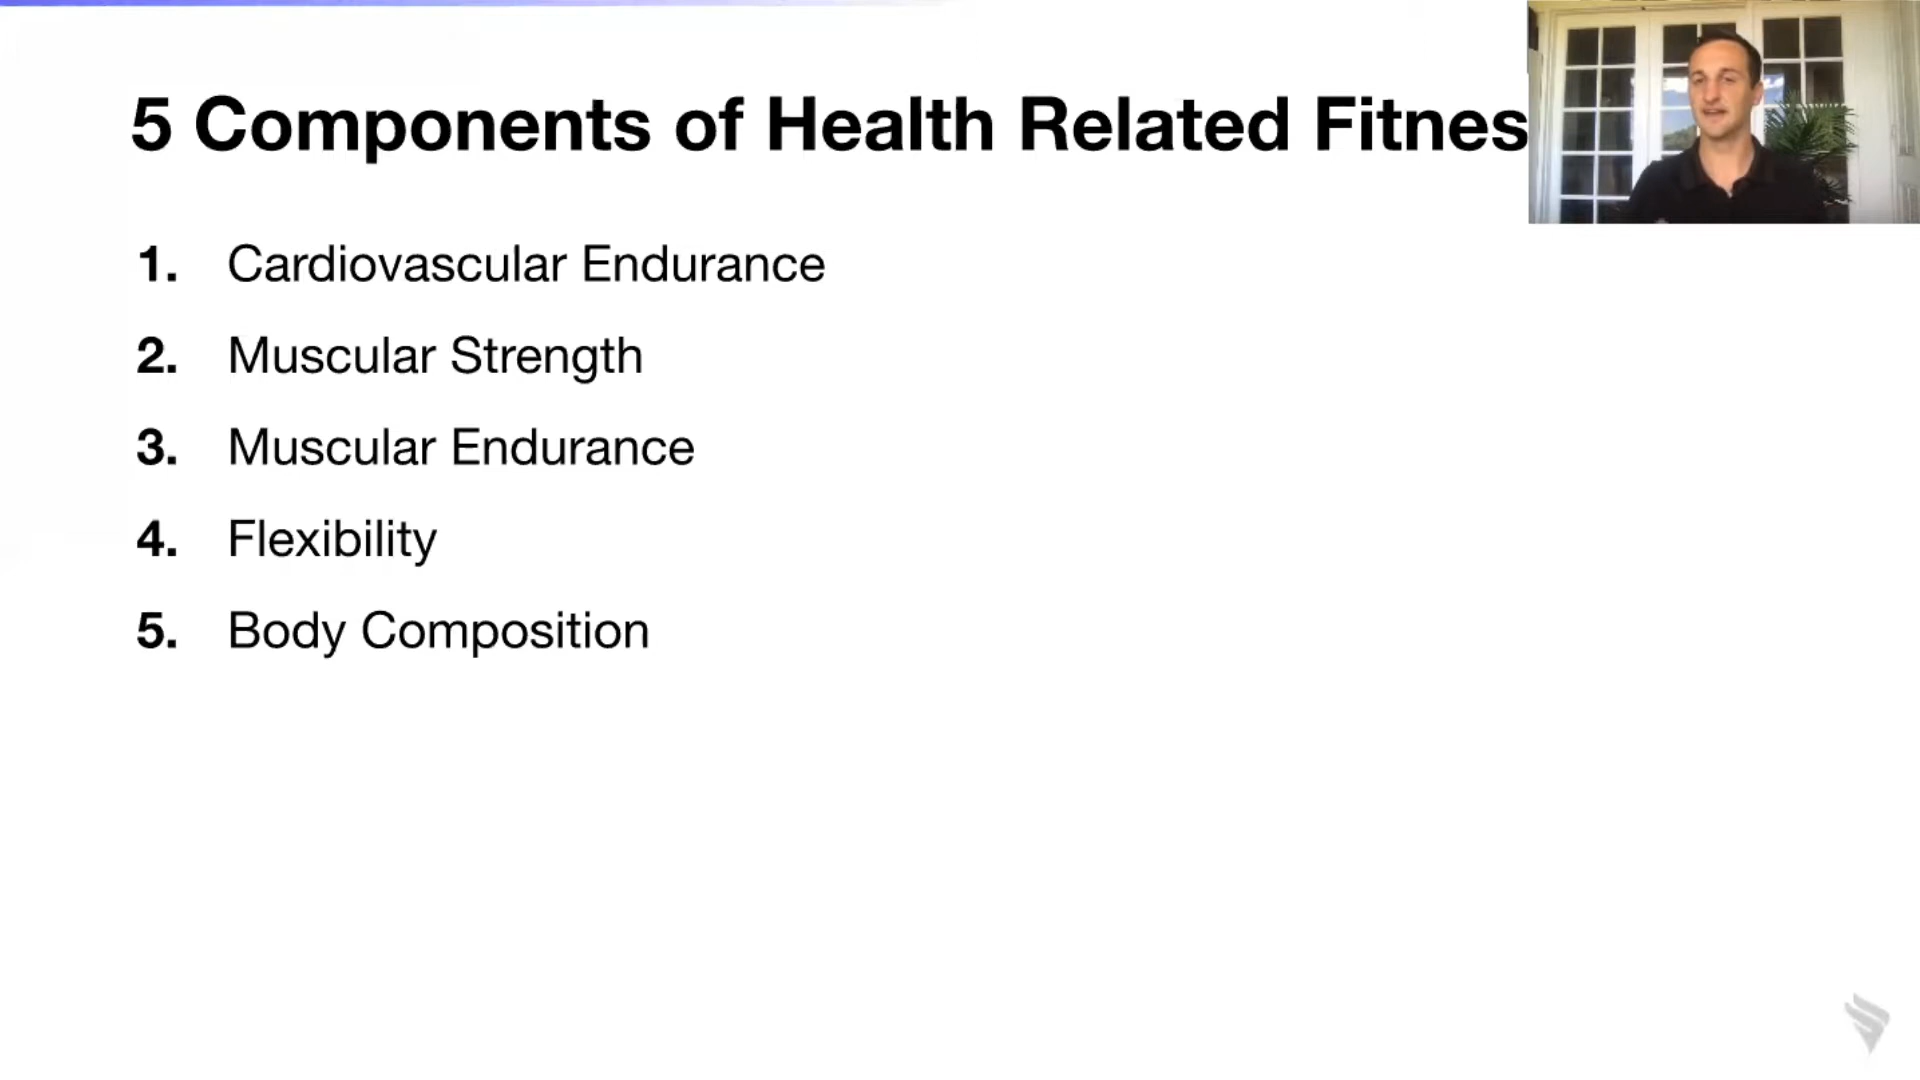 5 Components of Health Related Fitnes
1. Cardiovascular Endurance
2. Muscular Strength
3. Muscular Endurance
4. Flexibility
5. Body Composition